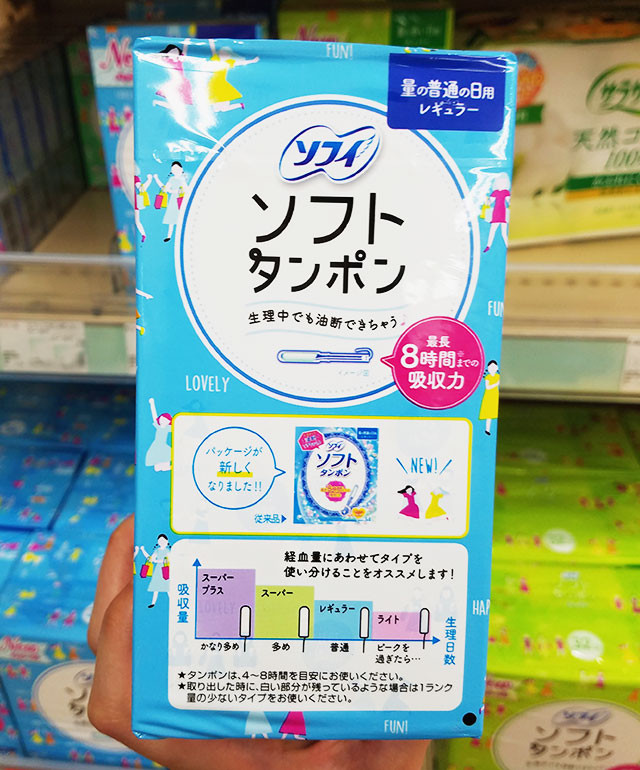 FUN!
量の普通の日用
レギュラー
ソフィ
ソフト
タンポン
生理中でも油断できちゃう
イメージ図
最長
8時間※までの
吸収力
LOVELY
FUN
パッケージが
新しく
なりました!!
従来品▶
ソフィ
ソフト
タンポン
NEW!
経血量にあわせてタイプを
使い分けることをオススメします!
吸収量
スーパー
プラス
スーパー
レギュラー
ライト
かなり多め
多め
普通
ピークを
過ぎたら…
生理日数
LOVELY
HA
★タンポンは、4〜8時間を目安にお使いください。
★取り出した時に、白い部分が残っているような場合は1ランク
量の少ないタイプをお使いください。
FUN!
FUN!
サラサ
天然コ
100
ソフィ
ソフト
タンポン